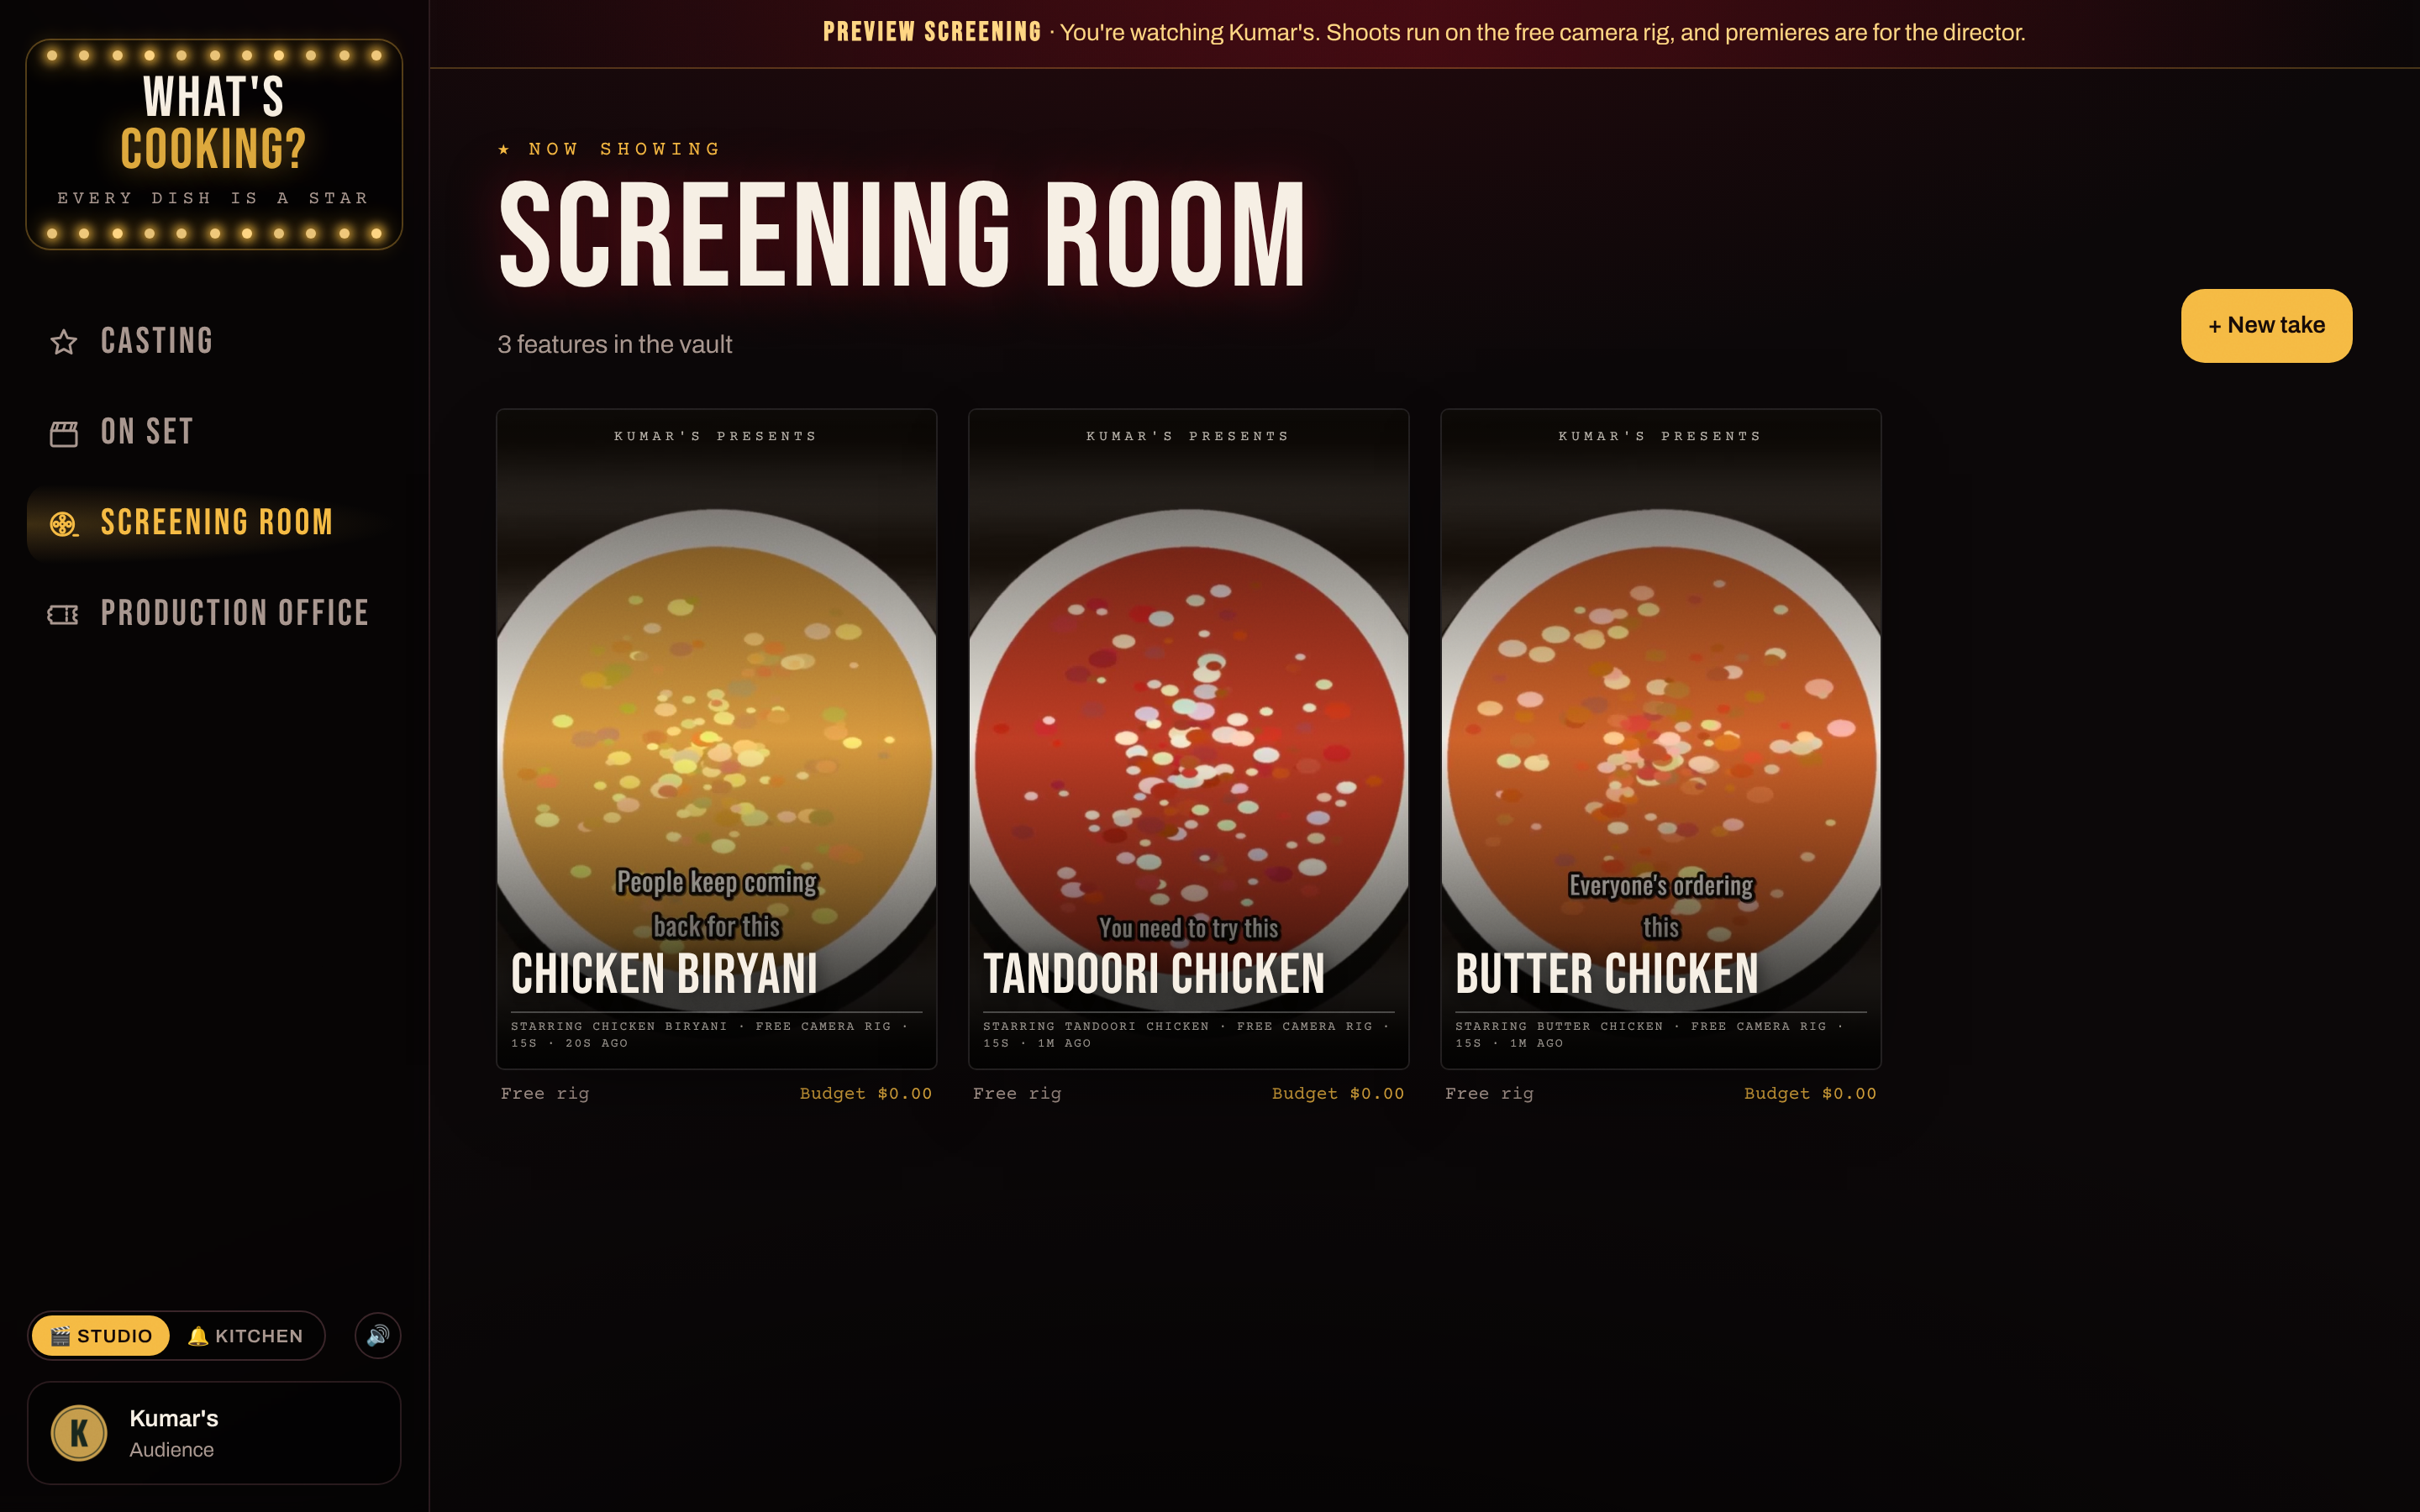 WHAT'S
COOKING?
EVERY DISH IS A STAR
CASTING
ON SET
SCREENING ROOM
PRODUCTION OFFICE
🎬 STUDIO
🔔 KITCHEN
K
Kumar's
Audience
PREVIEW SCREENING · You're watching Kumar's. Shoots run on the free camera rig, and premieres are for the director.
★ NOW SHOWING
SCREENING ROOM
3 features in the vault
+ New take
KUMAR'S PRESENTS
People keep coming
back for this
CHICKEN BIRYANI
STARRING CHICKEN BIRYANI · FREE CAMERA RIG ·
15S · 20S AGO
Free rig
Budget $0.00
KUMAR'S PRESENTS
You need to try this
TANDOORI CHICKEN
STARRING TANDOORI CHICKEN · FREE CAMERA RIG ·
15S · 1M AGO
Free rig
Budget $0.00
KUMAR'S PRESENTS
Everyone's ordering
this
BUTTER CHICKEN
STARRING BUTTER CHICKEN · FREE CAMERA RIG ·
15S · 1M AGO
Free rig
Budget $0.00